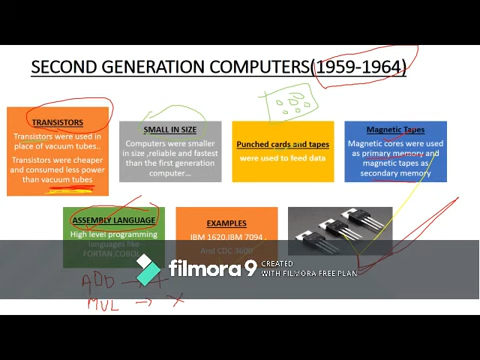 SECOND GENERATION COMPUTERS(1959-1964)
TRANSISTORS
Transistors were used in
place of vacuum tubes..
Transistors were cheaper
and consumed less power
than vacuum tubes
SMALL IN SIZE
Computers were smaller
in size ,reliable and fastest
than the first generation
computer...
Punched cards and tapes
were used to feed data
Magnetic Tapes
Magnetic cores were used
as primary memory and
magnetic tapes as
secondary memory
ASSEMBLY LANGUAGE
High level programming
languages like
FORTAN,COBOL
EXAMPLES
IBM 1620,IBM 7094
And CDC 3600
filmora 9
CREATED
WITH FILMORA FREE PLAN
ADD → +
MUL → ×